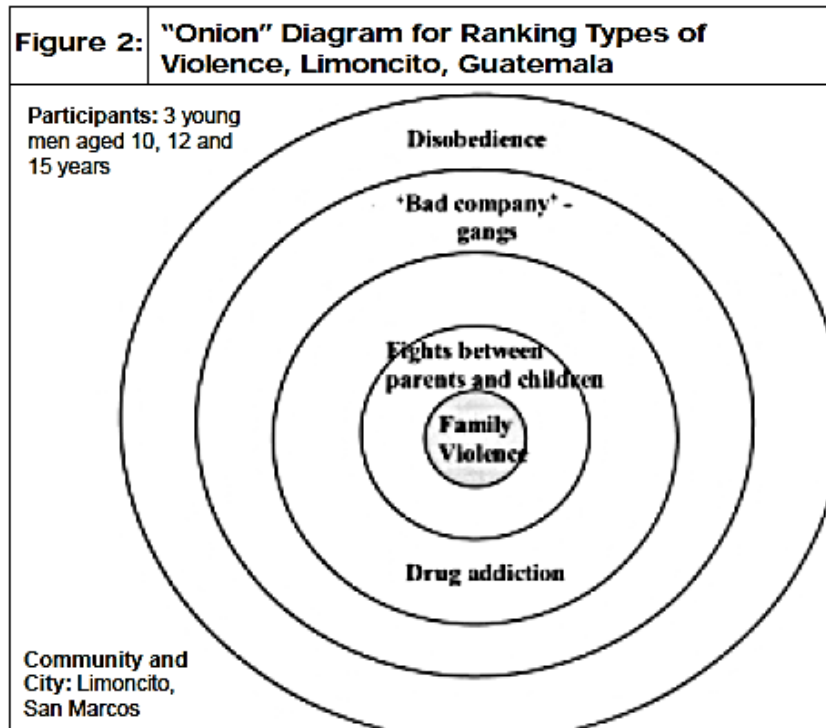 Figure 2:
"Onion" Diagram for Ranking Types of
Violence, Limoncito, Guatemala
Participants: 3 young
men aged 10, 12 and
15 years
Disobedience
'Bad company' -
gangs
Fights between
parents and children
Family
Violence
Drug addiction
Community and
City: Limoncito,
San Marcos